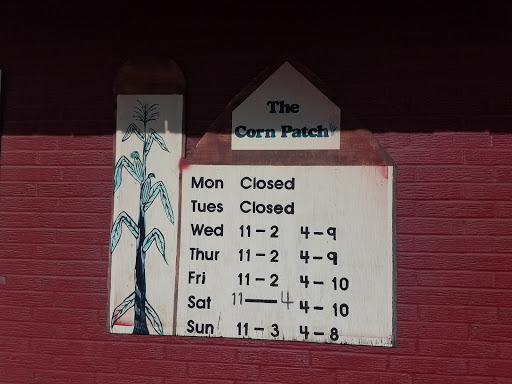 The
Corn Patch
Mon Closed
Tues Closed
Wed 11-2 4-9
Thur 11-2 4-9
Fri 11-2 4-10
Sat 11—4 4-10
Sun 11-3 4-8